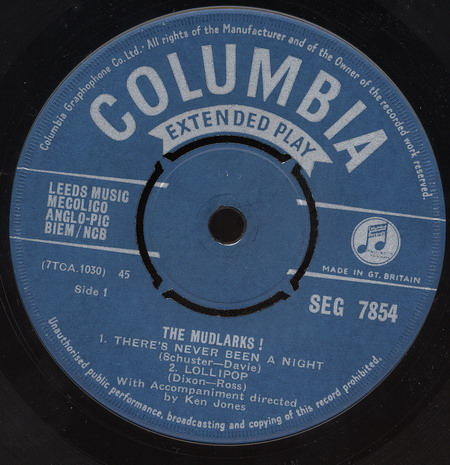 Columbia Graphophone Co. Ltd. · All rights of the Manufacturer and of the Owner of the recorded work reserved.
COLUMBIA
EXTENDED PLAY
LEEDS MUSIC
MECOLICO
ANGLO-PIC
BIEM/NCB
MADE IN GT. BRITAIN
(7TCA.1030) 45
Side 1
SEG 7854
THE MUDLARKS!
1. THERE'S NEVER BEEN A NIGHT
(Schuster—Davie)
2. LOLLIPOP
(Dixon—Ross)
With Accompaniment directed
by Ken Jones
Unauthorised public performance, broadcasting and copying of this record prohibited.